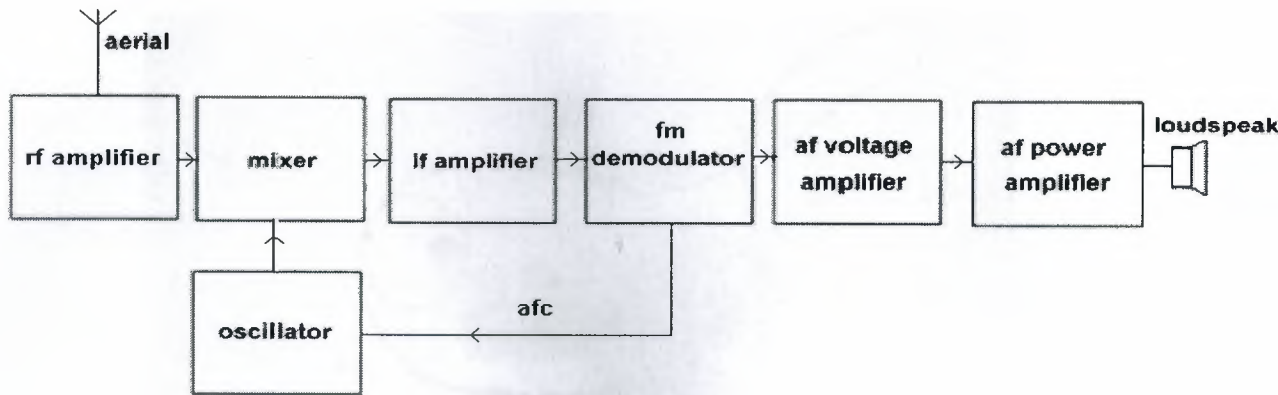 aerial
rf amplifier
mixer
if amplifier
fm
demodulator
af voltage
amplifier
af power
amplifier
loudspeak
oscillator
afc